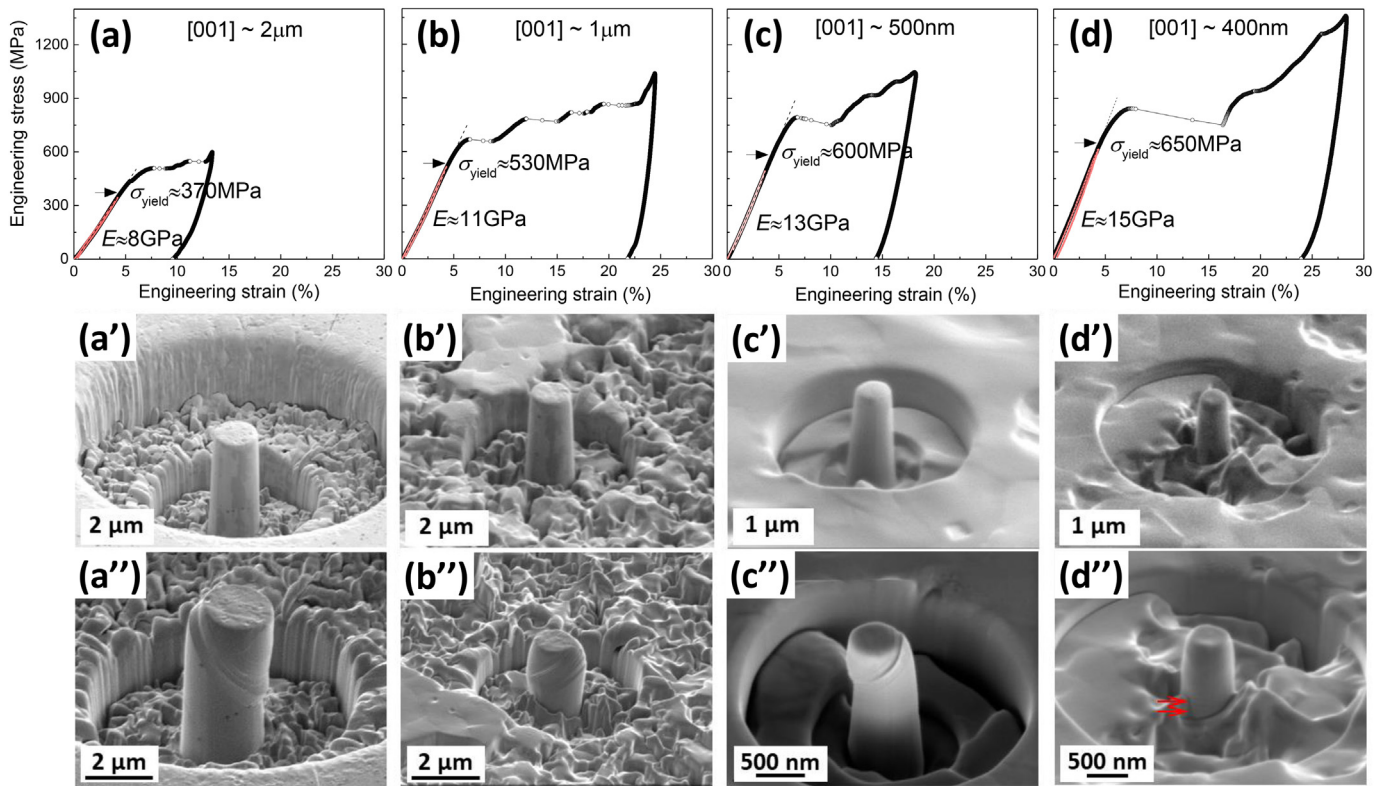 (a) [001] ~ 2μm
(b) [001] ~ 1μm
(c) [001] ~ 500nm
(d) [001] ~ 400nm
Engineering stress (MPa)
1200
900
600
300
0
σyield≈370MPa
E≈8GPa
σyield≈530MPa
E≈11GPa
σyield≈600MPa
E≈13GPa
σyield≈650MPa
E≈15GPa
0 5 10 15 20 25 30
0 5 10 15 20 25 30
0 5 10 15 20 25 30
0 5 10 15 20 25 30
Engineering strain (%)
Engineering strain (%)
Engineering strain (%)
Engineering strain (%)
(a′)
2 μm
(b′)
2 μm
(c′)
1 μm
(d′)
1 μm
(a′′)
2 μm
(b′′)
2 μm
(c′′)
500 nm
(d′′)
500 nm